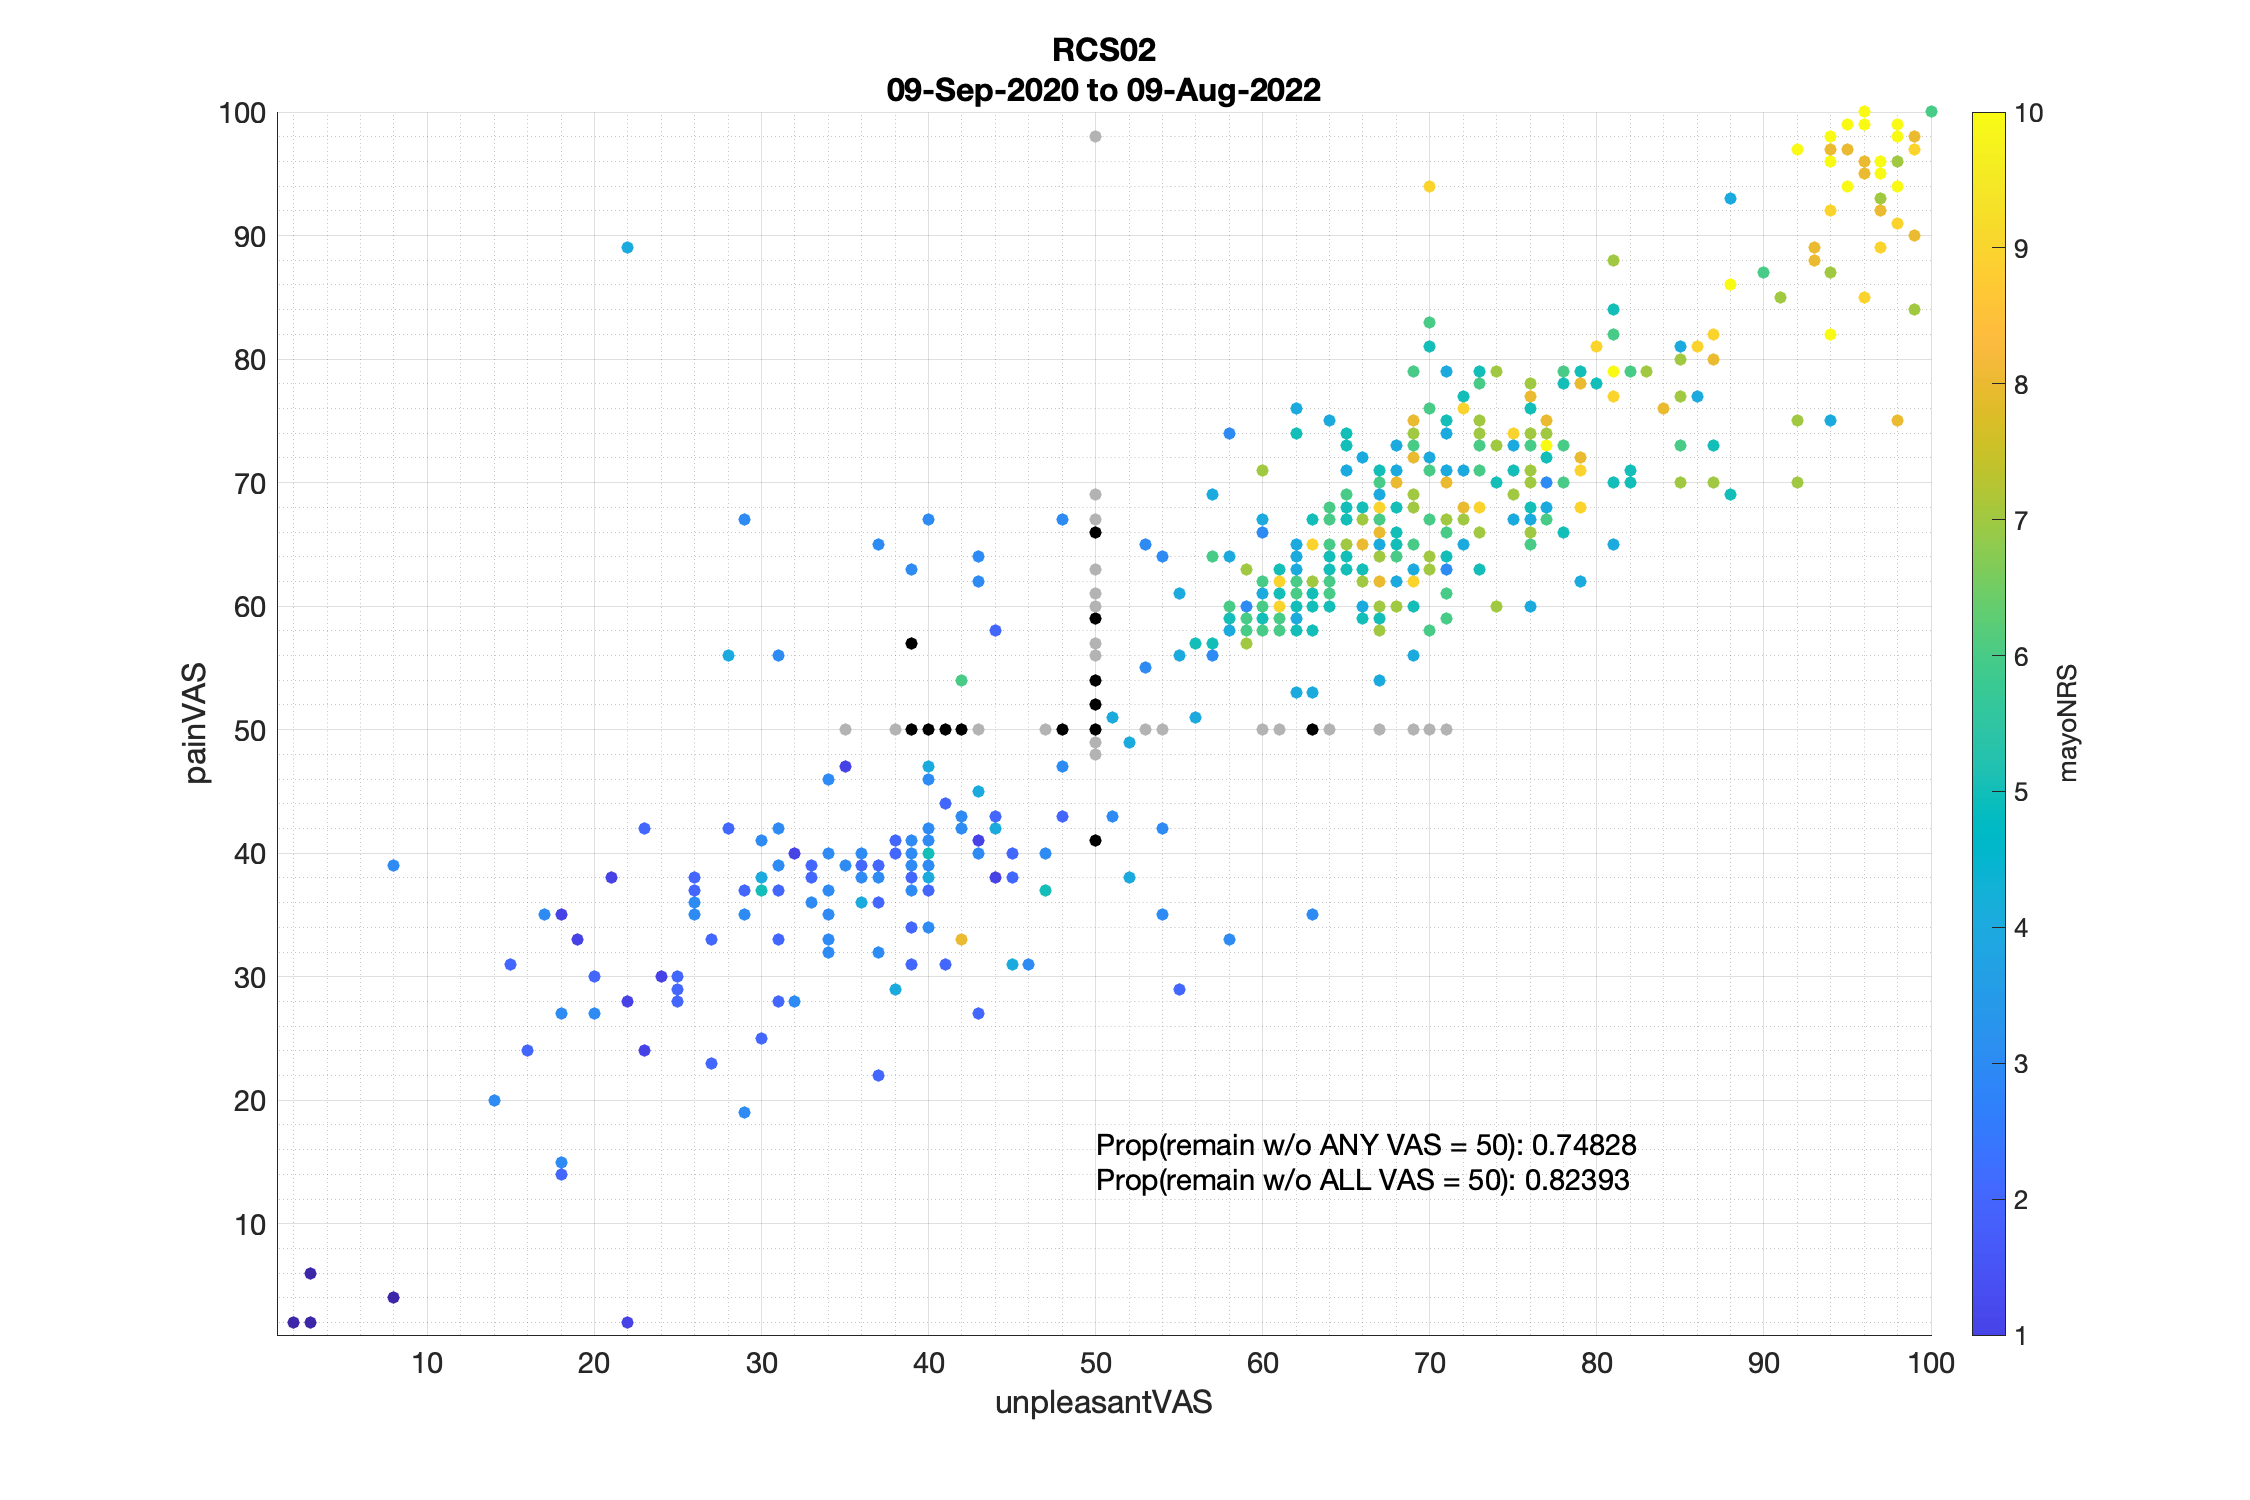 RCS02
09-Sep-2020 to 09-Aug-2022
100
90
80
70
60
50
40
30
20
10
painVAS
10 20 30 40 50 60 70 80 90 100
unpleasantVAS
Prop(remain w/o ANY VAS = 50): 0.74828
Prop(remain w/o ALL VAS = 50): 0.82393
10
9
8
7
6
5
4
3
2
1
mayoNRS